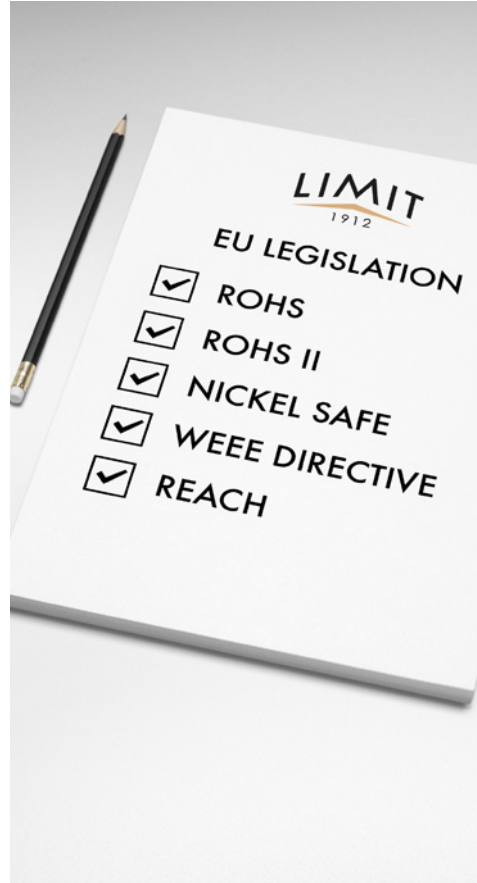 LIMIT
1912
EU LEGISLATION
ROHS
ROHS II
NICKEL SAFE
WEEE DIRECTIVE
REACH